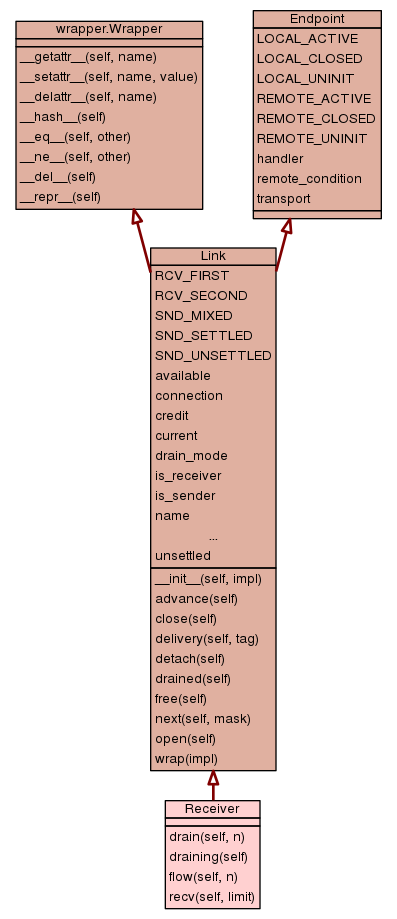 wrapper.Wrapper
__getattr__(self, name)
__setattr__(self, name, value)
__delattr__(self, name)
__hash__(self)
__eq__(self, other)
__ne__(self, other)
__del__(self)
__repr__(self)
Endpoint
LOCAL_ACTIVE
LOCAL_CLOSED
LOCAL_UNINIT
REMOTE_ACTIVE
REMOTE_CLOSED
REMOTE_UNINIT
handler
remote_condition
transport
Link
RCV_FIRST
RCV_SECOND
SND_MIXED
SND_SETTLED
SND_UNSETTLED
available
connection
credit
current
drain_mode
is_receiver
is_sender
name
...
unsettled
__init__(self, impl)
advance(self)
close(self)
delivery(self, tag)
detach(self)
drained(self)
free(self)
next(self, mask)
open(self)
wrap(impl)
Receiver
drain(self, n)
draining(self)
flow(self, n)
recv(self, limit)